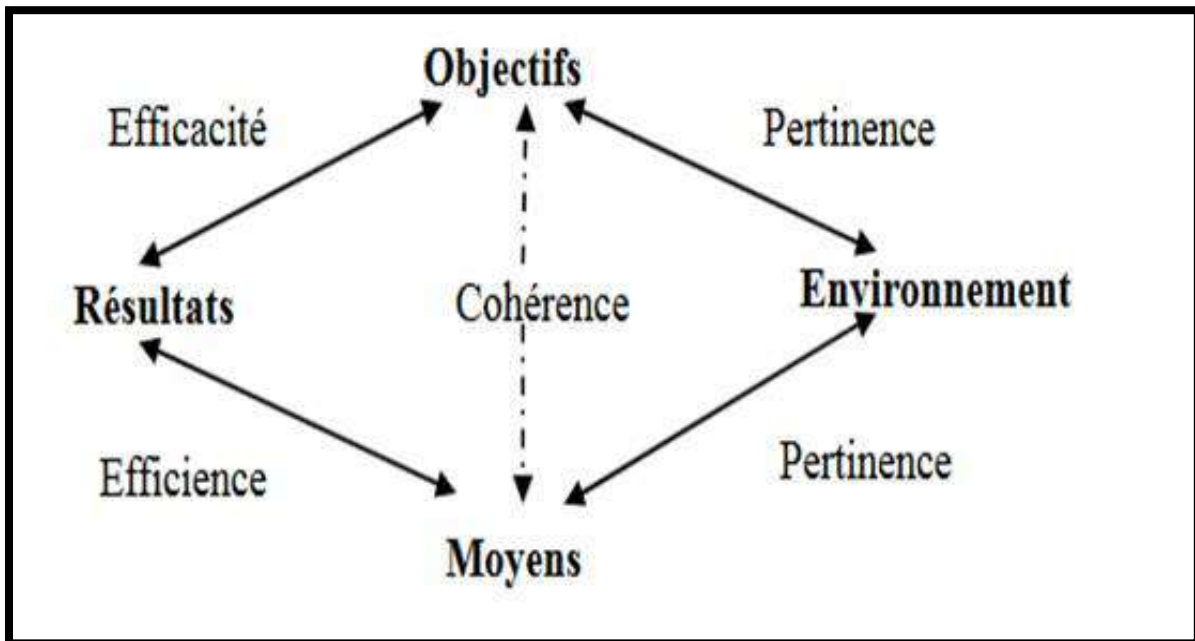 Objectifs
Efficacité
Pertinence
Résultats
Cohérence
Environnement
Efficience
Pertinence
Moyens